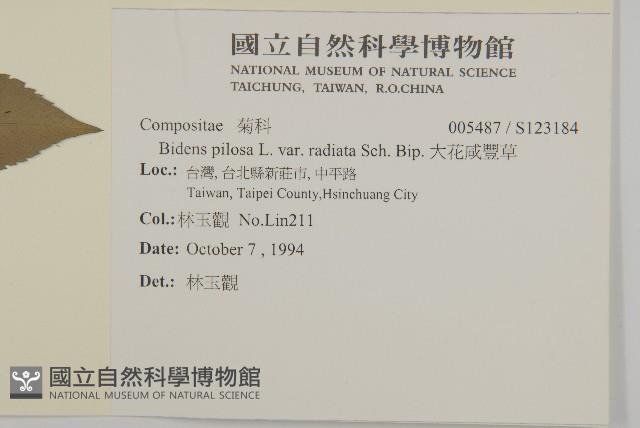 國立自然科學博物館
NATIONAL MUSEUM OF NATURAL SCIENCE
TAICHUNG, TAIWAN, R.O.CHINA
Compositae 菊科 005487 / S123184
Bidens pilosa L. var. radiata Sch. Bip. 大花咸豐草
Loc.: 台灣, 台北縣新莊市, 中平路
Taiwan, Taipei County,Hsinchuang City
Col.: 林玉觀 No.Lin211
Date: October 7 , 1994
Det.: 林玉觀
國立自然科學博物館
NATIONAL MUSEUM OF NATURAL SCIENCE